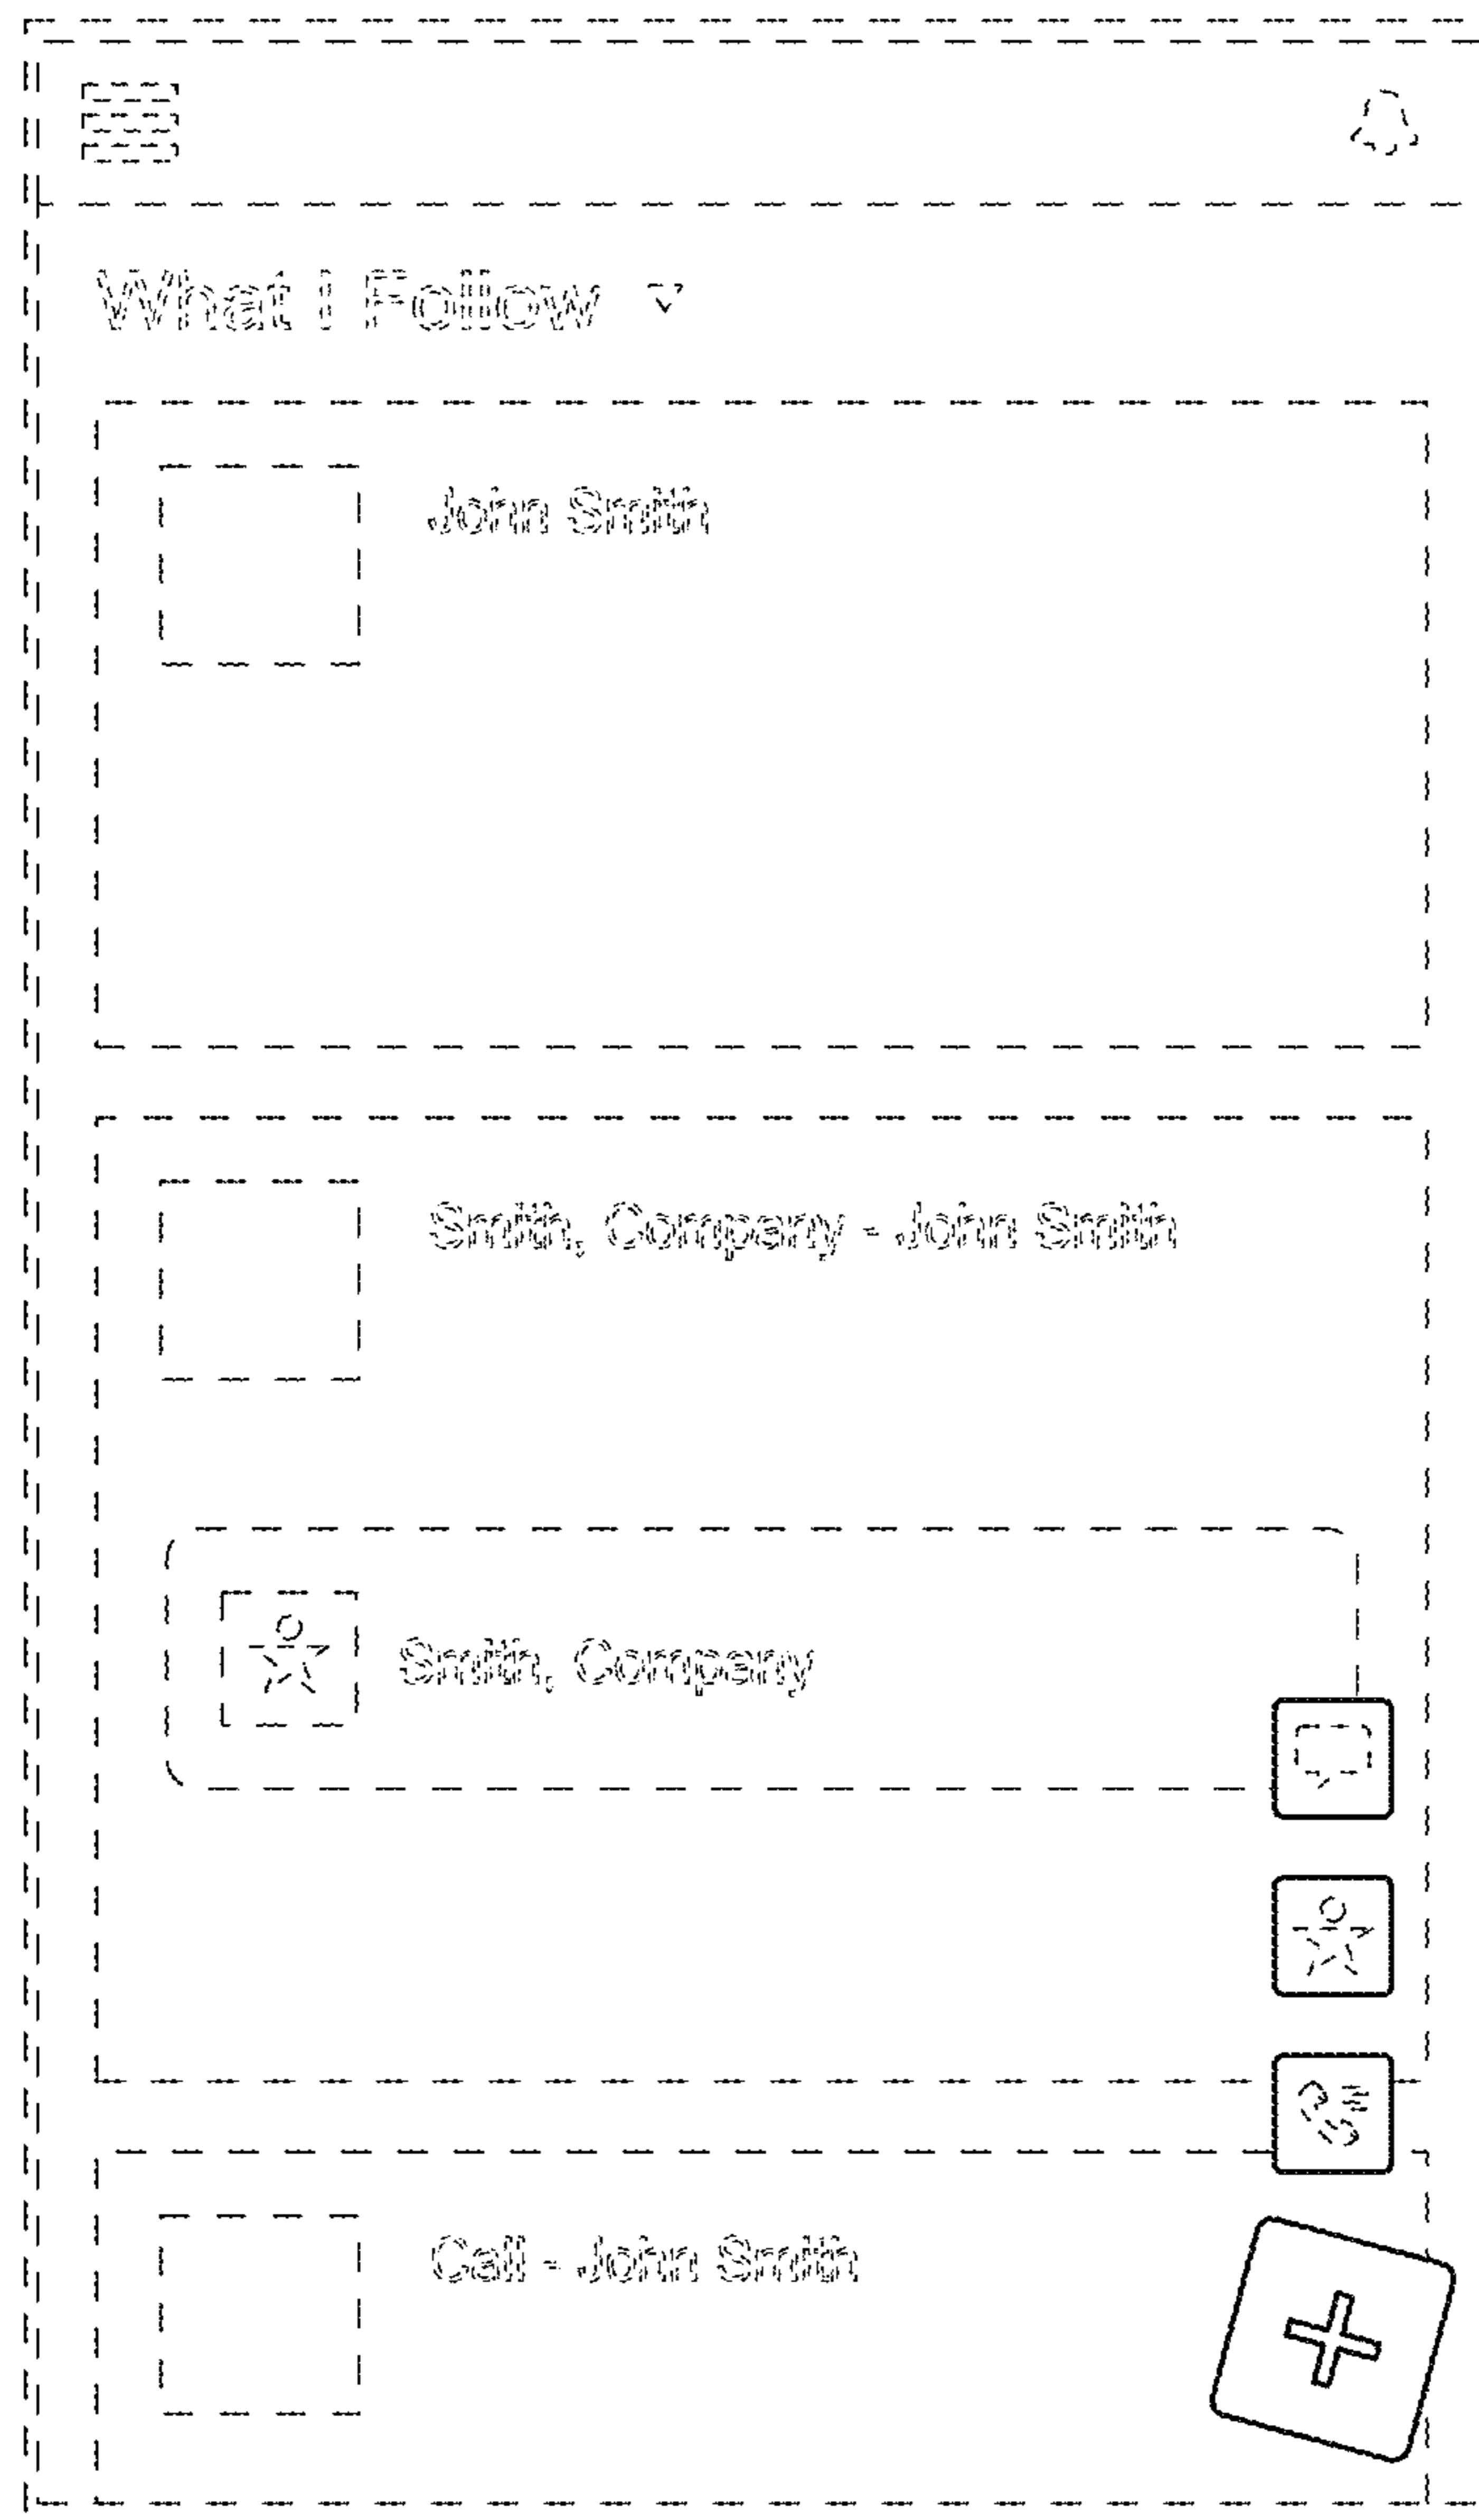 What I Follow
John Smith
Smith, Company - John Smith
Smith, Company
Call - John Smith